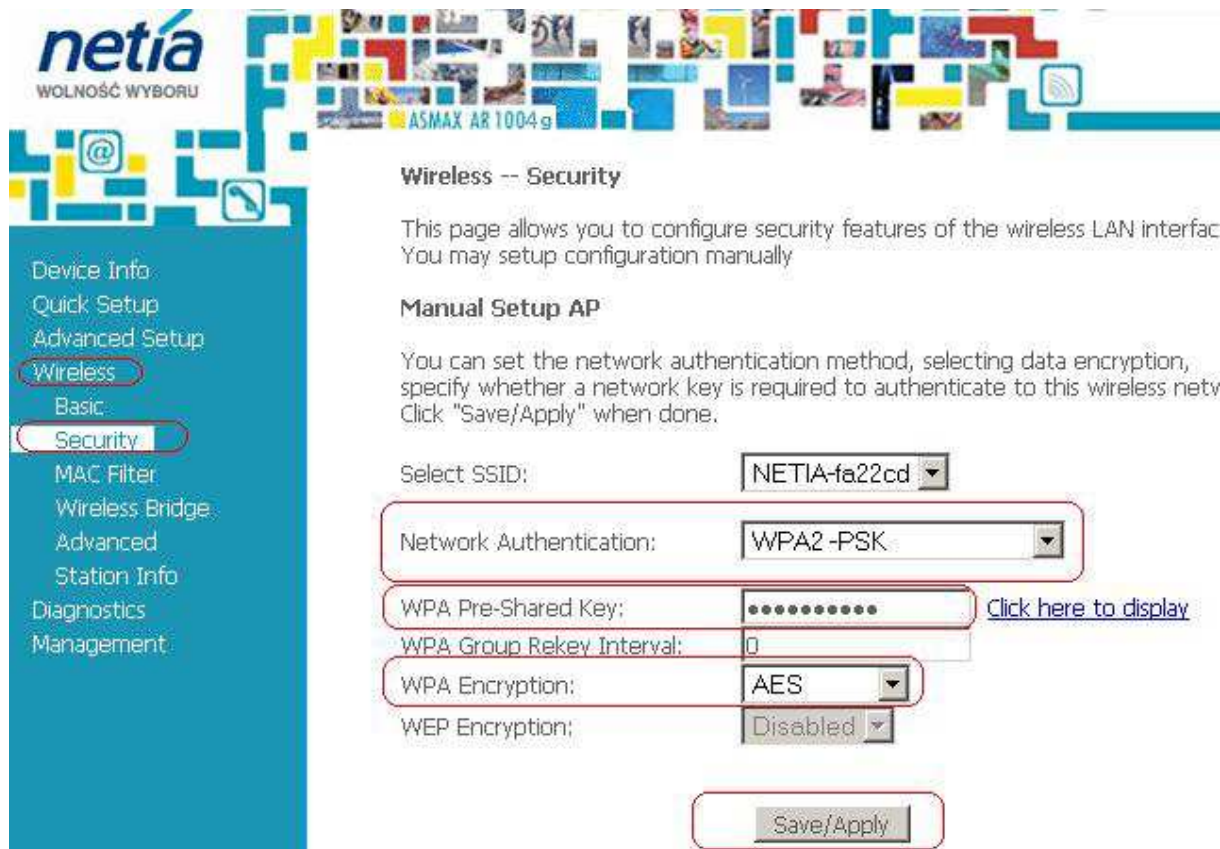 netia
WOLNOŚĆ WYBORU
ASMAX AR 1004 g
@
Device Info
Quick Setup
Advanced Setup
Wireless
Basic
Security
MAC Filter
Wireless Bridge
Advanced
Station Info
Diagnostics
Management
Wireless -- Security
This page allows you to configure security features of the wireless LAN interfac
You may setup configuration manually
Manual Setup AP
You can set the network authentication method, selecting data encryption,
specify whether a network key is required to authenticate to this wireless netw
Click "Save/Apply" when done.
Select SSID: NETIA-fa22cd
Network Authentication: WPA2 -PSK
WPA Pre-Shared Key: ●●●●●●●●●● Click here to display
WPA Group Rekey Interval: 0
WPA Encryption: AES
WEP Encryption: Disabled
Save/Apply